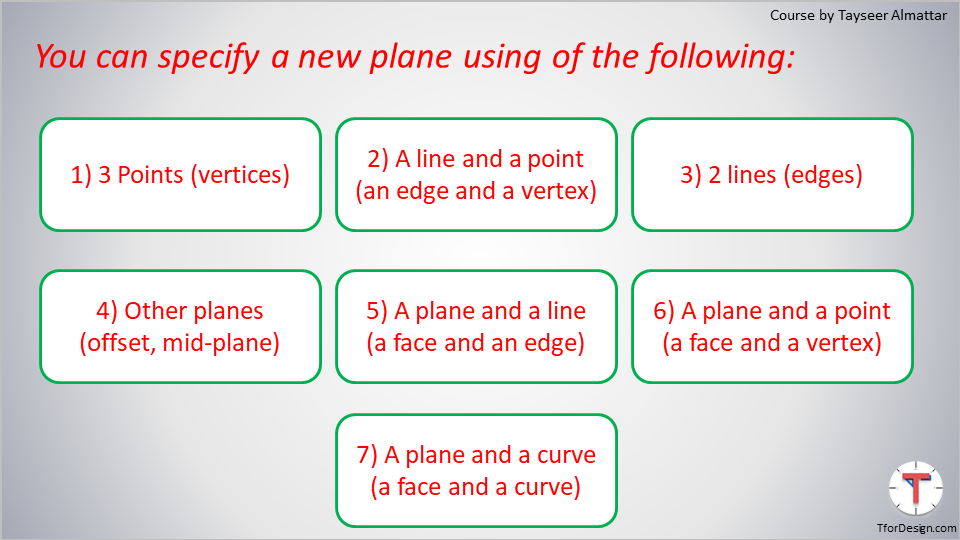 Course by Tayseer Almattar
You can specify a new plane using of the following:
1) 3 Points (vertices)
2) A line and a point
(an edge and a vertex)
3) 2 lines (edges)
4) Other planes
(offset, mid-plane)
5) A plane and a line
(a face and an edge)
6) A plane and a point
(a face and a vertex)
7) A plane and a curve
(a face and a curve)
T
TforDesign.com